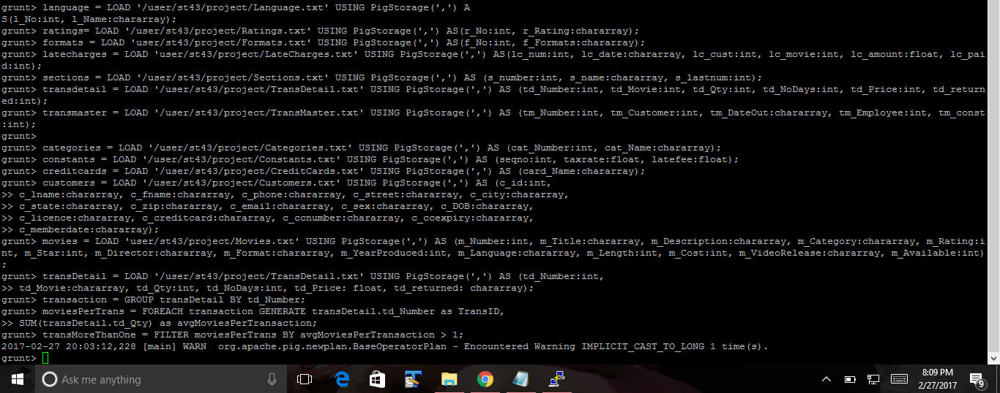 grunt> language = LOAD '/user/st43/project/Language.txt' USING PigStorage(',') A
S(l_No:int, l_Name:chararray);
grunt> ratings= LOAD '/user/st43/project/Ratings.txt' USING PigStorage(',') AS(r_No:int, r_Rating:chararray);
grunt> formats = LOAD 'user/st43/project/Formats.txt' USING PigStorage(',') AS(f_No:int, f_Formats:chararray);
grunt> latecharges = LOAD 'user/st43/project/LateCharges.txt' USING PigStorage(',') AS(lc_num:int, lc_date:chararray, lc_cust:int, lc_movie:int, lc_amount:float, lc_pai
d:int);
grunt> sections = LOAD '/user/st43/project/Sections.txt' USING PigStorage(',') AS (s_number:int, s_name:chararray, s_lastnum:int);
grunt> transdetail = LOAD '/user/st43/project/TransDetail.txt' USING PigStorage(',') AS (td_Number:int, td_Movie:int, td_Qty:int, td_NoDays:int, td_Price:int, td_return
ed:int);
grunt> transmaster = LOAD '/user/st43/project/TransMaster.txt' USING PigStorage(',') AS (tm_Number:int, tm_Customer:int, tm_DateOut:chararray, tm_Employee:int, tm_const
:int);
grunt>
grunt> categories = LOAD '/user/st43/project/Categories.txt' USING PigStorage(',') AS (cat_Number:int, cat_Name:chararray);
grunt> constants = LOAD '/user/st43/project/Constants.txt' USING PigStorage(',') AS (seqno:int, taxrate:float, latefee:float);
grunt> creditcards = LOAD '/user/st43/project/CreditCards.txt' USING PigStorage(',') AS (card_Name:chararray);
grunt> customers = LOAD '/user/st43/project/Customers.txt' USING PigStorage(',') AS (c_id:int,
>> c_lname:chararray, c_fname:chararray, c_phone:chararray, c_street:chararray, c_city:chararray,
>> c_state:chararray, c_zip:chararray, c_email:chararray, c_sex:chararray, c_DOB:chararray,
>> c_licence:chararray, c_creditcard:chararray, c_ccnumber:chararray, c_ccexpiry:chararray,
>> c_memberdate:chararray);
grunt> movies = LOAD 'user/st43/project/Movies.txt' USING PigStorage(',') AS (m_Number:int, m_Title:chararray, m_Description:chararray, m_Category:chararray, m_Rating:i
nt, m_Star:int, m_Director:chararray, m_Format:chararray, m_YearProduced:int, m_Language:chararray, m_Length:int, m_Cost:int, m_VideoRelease:chararray, m_Available:int)
;
grunt> transDetail = LOAD '/user/st43/project/TransDetail.txt' USING PigStorage(',') AS (td_Number:int,
>> td_Movie:chararray, td_Qty:int, td_NoDays:int, td_Price: float, td_returned: chararray);
grunt> transaction = GROUP transDetail BY td_Number;
grunt> moviesPerTrans = FOREACH transaction GENERATE transDetail.td_Number as TransID,
>> SUM(transDetail.td_Qty) as avgMoviesPerTransaction;
grunt> transMoreThanOne = FILTER moviesPerTrans BY avgMoviesPerTransaction > 1;
2017-02-27 20:03:12,228 [main] WARN  org.apache.pig.newplan.BaseOperatorPlan - Encountered Warning IMPLICIT_CAST_TO_LONG 1 time(s).
grunt>
Ask me anything
8:09 PM
2/27/2017
9